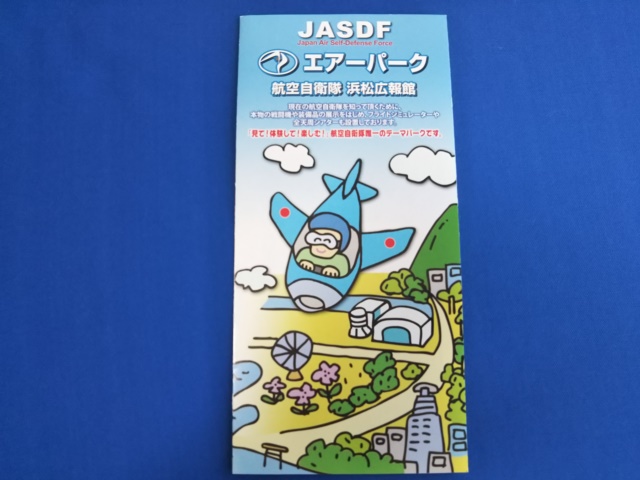 JASDF
Japan Air Self-Defense Force
エアーパーク
航空自衛隊 浜松広報館
現在の航空自衛隊を知って頂くために
本物の戦闘機や装備品の展示をはじめ、フライトシミュレーターや
全天周シアターも設置しております。
「見て!体験して!楽しむ!」航空自衛隊唯一のテーマパークです